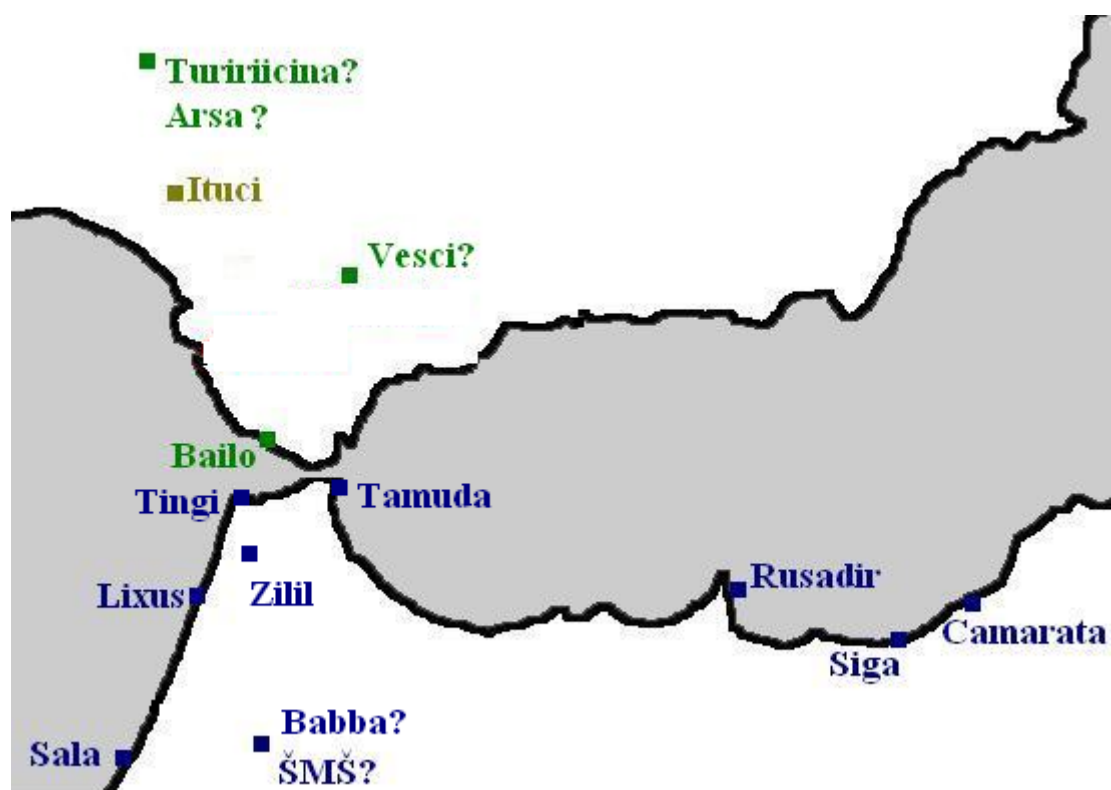 Tuririicina?
Arsa ?
Ituci
Vesci?
Bailo
Tingi
Tamuda
Zilil
Lixus
Rusadir
Camarata
Siga
Babba?
ŠMŠ?
Sala